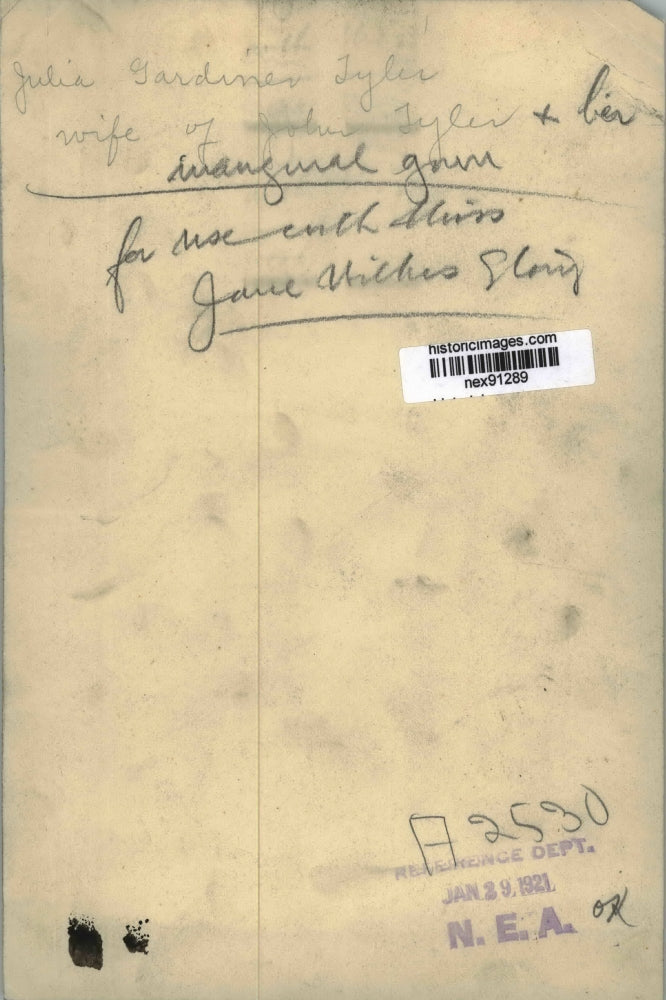 Julia Gardiner Tyler
wife of John Tyler + her
inaugural gown
for use with Miss
Jane Wilkes Story
historicimages.com
nex91289
A 2530
REFERENCE DEPT.
JAN 29 1921
N. E. A. OK